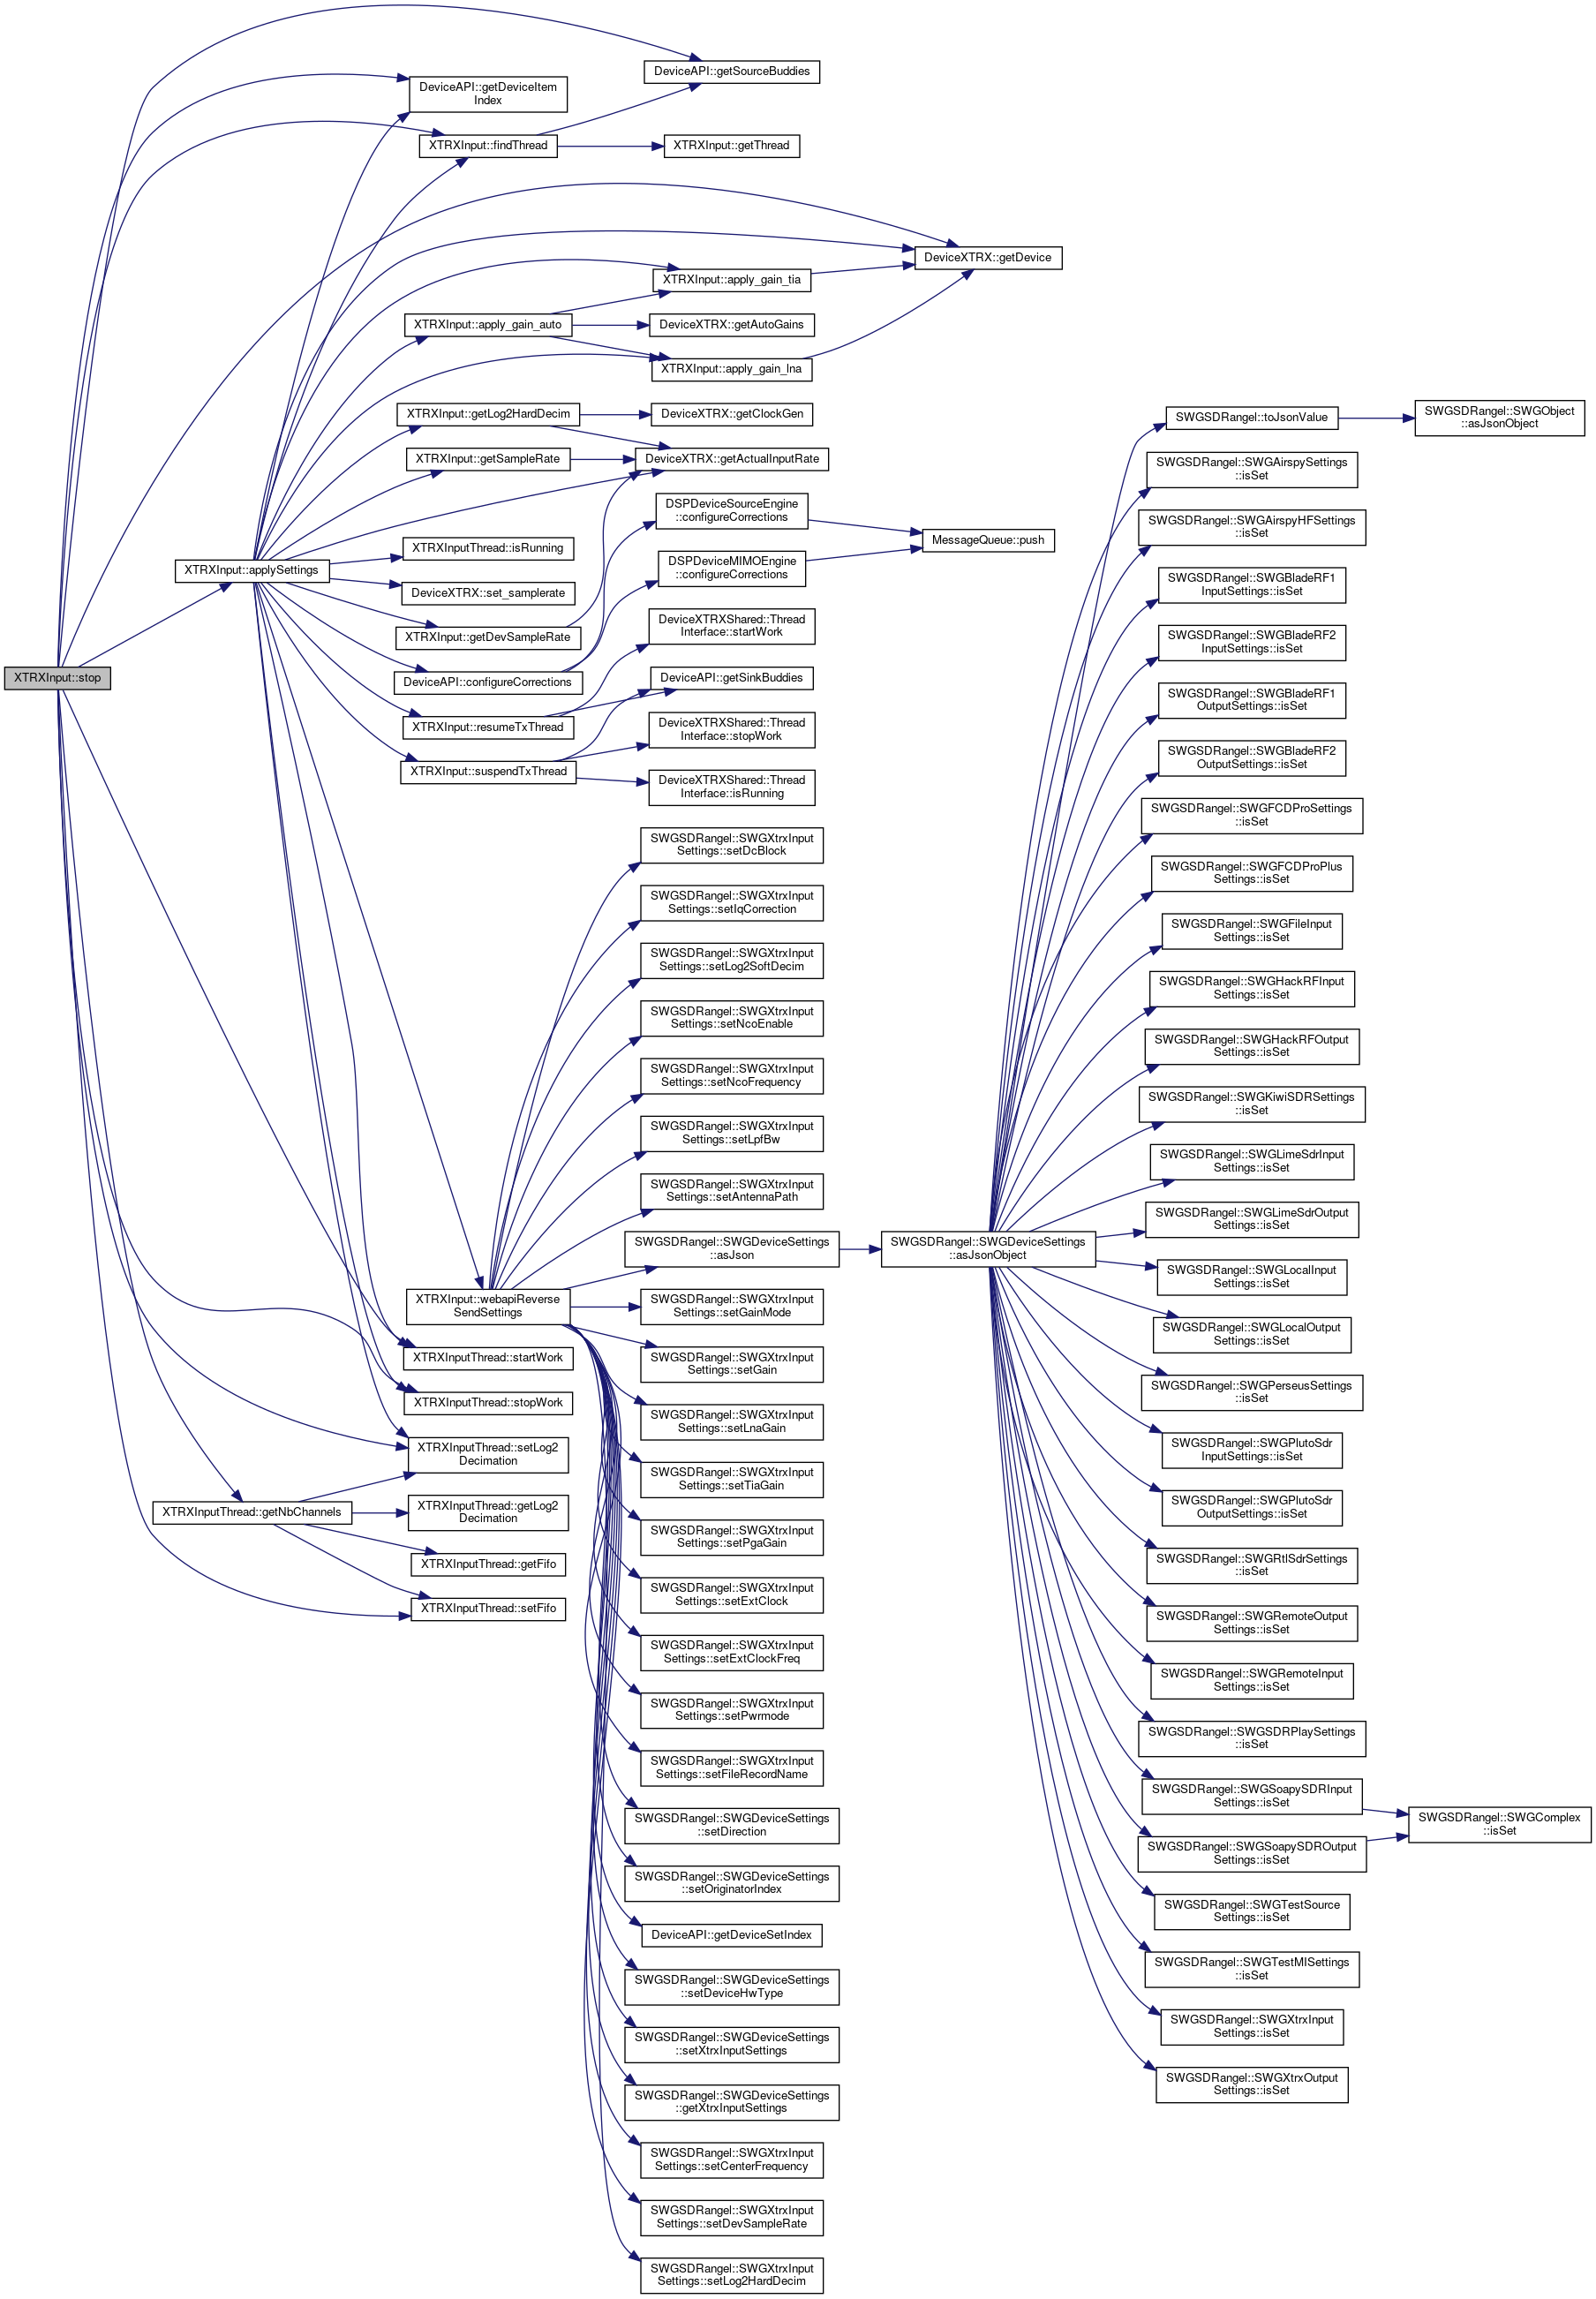 XTRXInput::stop
XTRXInput::applySettings
XTRXInputThread::getNbChannels
DeviceAPI::getDeviceItem
Index
XTRXInput::findThread
XTRXInput::apply_gain_auto
XTRXInput::getLog2HardDecim
XTRXInput::getSampleRate
XTRXInputThread::isRunning
DeviceXTRX::set_samplerate
XTRXInput::getDevSampleRate
DeviceAPI::configureCorrections
XTRXInput::resumeTxThread
XTRXInput::suspendTxThread
XTRXInput::webapiReverse
SendSettings
XTRXInputThread::startWork
XTRXInputThread::stopWork
XTRXInputThread::setLog2
Decimation
XTRXInputThread::getLog2
Decimation
XTRXInputThread::getFifo
XTRXInputThread::setFifo
DeviceAPI::getSourceBuddies
XTRXInput::getThread
XTRXInput::apply_gain_tia
DeviceXTRX::getAutoGains
XTRXInput::apply_gain_lna
DeviceXTRX::getClockGen
DeviceXTRX::getActualInputRate
DSPDeviceSourceEngine
::configureCorrections
DSPDeviceMIMOEngine
::configureCorrections
DeviceXTRXShared::Thread
Interface::startWork
DeviceAPI::getSinkBuddies
DeviceXTRXShared::Thread
Interface::stopWork
DeviceXTRXShared::Thread
Interface::isRunning
SWGSDRangel::SWGXtrxInput
Settings::setDcBlock
SWGSDRangel::SWGXtrxInput
Settings::setIqCorrection
SWGSDRangel::SWGXtrxInput
Settings::setLog2SoftDecim
SWGSDRangel::SWGXtrxInput
Settings::setNcoEnable
SWGSDRangel::SWGXtrxInput
Settings::setNcoFrequency
SWGSDRangel::SWGXtrxInput
Settings::setLpfBw
SWGSDRangel::SWGXtrxInput
Settings::setAntennaPath
SWGSDRangel::SWGDeviceSettings
::asJson
SWGSDRangel::SWGXtrxInput
Settings::setGainMode
SWGSDRangel::SWGXtrxInput
Settings::setGain
SWGSDRangel::SWGXtrxInput
Settings::setLnaGain
SWGSDRangel::SWGXtrxInput
Settings::setTiaGain
SWGSDRangel::SWGXtrxInput
Settings::setPgaGain
SWGSDRangel::SWGXtrxInput
Settings::setExtClock
SWGSDRangel::SWGXtrxInput
Settings::setExtClockFreq
SWGSDRangel::SWGXtrxInput
Settings::setPwrmode
SWGSDRangel::SWGXtrxInput
Settings::setFileRecordName
SWGSDRangel::SWGDeviceSettings
::setDirection
SWGSDRangel::SWGDeviceSettings
::setOriginatorIndex
DeviceAPI::getDeviceSetIndex
SWGSDRangel::SWGDeviceSettings
::setDeviceHwType
SWGSDRangel::SWGDeviceSettings
::setXtrxInputSettings
SWGSDRangel::SWGDeviceSettings
::getXtrxInputSettings
SWGSDRangel::SWGXtrxInput
Settings::setCenterFrequency
SWGSDRangel::SWGXtrxInput
Settings::setDevSampleRate
SWGSDRangel::SWGXtrxInput
Settings::setLog2HardDecim
DeviceXTRX::getDevice
MessageQueue::push
SWGSDRangel::SWGDeviceSettings
::asJsonObject
SWGSDRangel::toJsonValue
SWGSDRangel::SWGAirspySettings
::isSet
SWGSDRangel::SWGAirspyHFSettings
::isSet
SWGSDRangel::SWGBladeRF1
InputSettings::isSet
SWGSDRangel::SWGBladeRF2
InputSettings::isSet
SWGSDRangel::SWGBladeRF1
OutputSettings::isSet
SWGSDRangel::SWGBladeRF2
OutputSettings::isSet
SWGSDRangel::SWGFCDProSettings
::isSet
SWGSDRangel::SWGFCDProPlus
Settings::isSet
SWGSDRangel::SWGFileInput
Settings::isSet
SWGSDRangel::SWGHackRFInput
Settings::isSet
SWGSDRangel::SWGHackRFOutput
Settings::isSet
SWGSDRangel::SWGKiwiSDRSettings
::isSet
SWGSDRangel::SWGLimeSdrInput
Settings::isSet
SWGSDRangel::SWGLimeSdrOutput
Settings::isSet
SWGSDRangel::SWGLocalInput
Settings::isSet
SWGSDRangel::SWGLocalOutput
Settings::isSet
SWGSDRangel::SWGPerseusSettings
::isSet
SWGSDRangel::SWGPlutoSdr
InputSettings::isSet
SWGSDRangel::SWGPlutoSdr
OutputSettings::isSet
SWGSDRangel::SWGRtlSdrSettings
::isSet
SWGSDRangel::SWGRemoteOutput
Settings::isSet
SWGSDRangel::SWGRemoteInput
Settings::isSet
SWGSDRangel::SWGSDRPlaySettings
::isSet
SWGSDRangel::SWGSoapySDRInput
Settings::isSet
SWGSDRangel::SWGSoapySDROutput
Settings::isSet
SWGSDRangel::SWGTestSource
Settings::isSet
SWGSDRangel::SWGTestMISettings
::isSet
SWGSDRangel::SWGXtrxInput
Settings::isSet
SWGSDRangel::SWGXtrxOutput
Settings::isSet
SWGSDRangel::SWGObject
::asJsonObject
SWGSDRangel::SWGComplex
::isSet